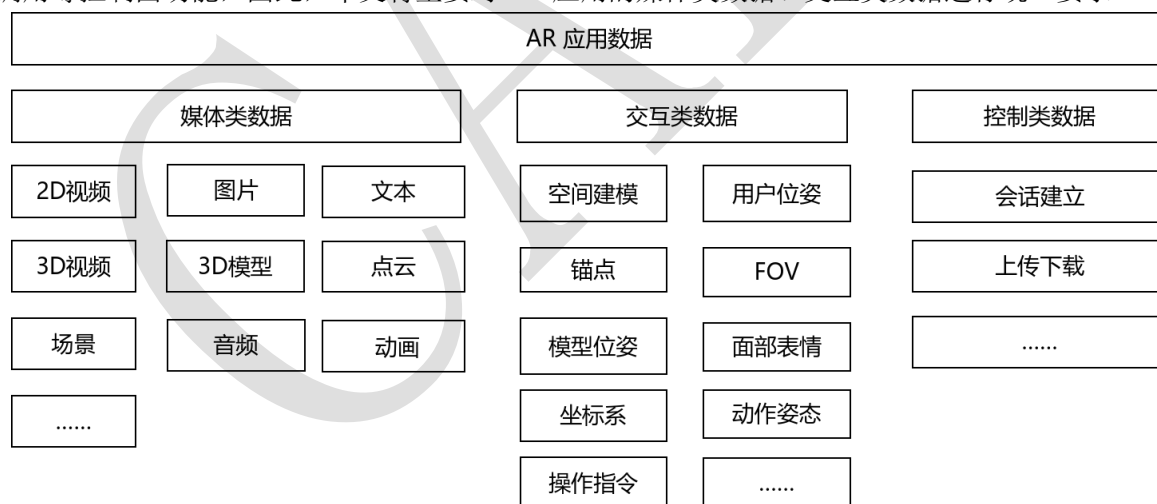 AR 应用数据
媒体类数据 交互类数据 控制类数据
2D视频 图片 文本 空间建模 用户位姿 会话建立
3D视频 3D模型 点云 锚点 FOV 上传下载
场景 音频 动画 模型位姿 面部表情 ......
...... 坐标系 动作姿态
操作指令 ......